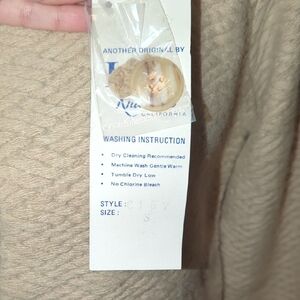 ANOTHER ORIGINAL BY
CALIFORNIA
WASHING INSTRUCTION
• Dry Cleaning Recommended
• Machine Wash Gentle Warm
• Tumble Dry Low
• No Chlorine Bleach
STYLE:
SIZE: S